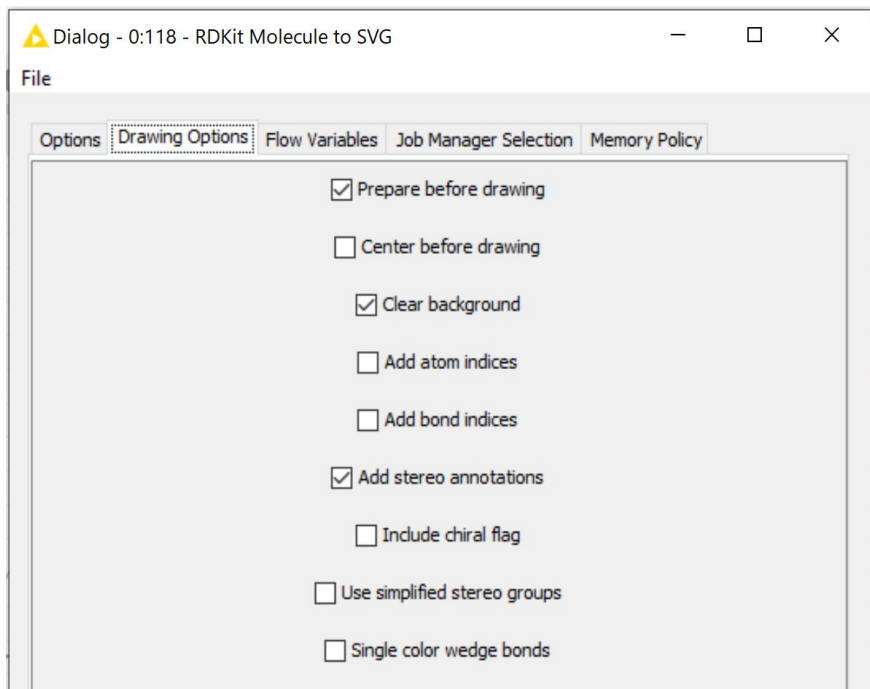 Dialog - 0:118 - RDKit Molecule to SVG
File
Options Drawing Options Flow Variables Job Manager Selection Memory Policy
Prepare before drawing
Center before drawing
Clear background
Add atom indices
Add bond indices
Add stereo annotations
Include chiral flag
Use simplified stereo groups
Single color wedge bonds